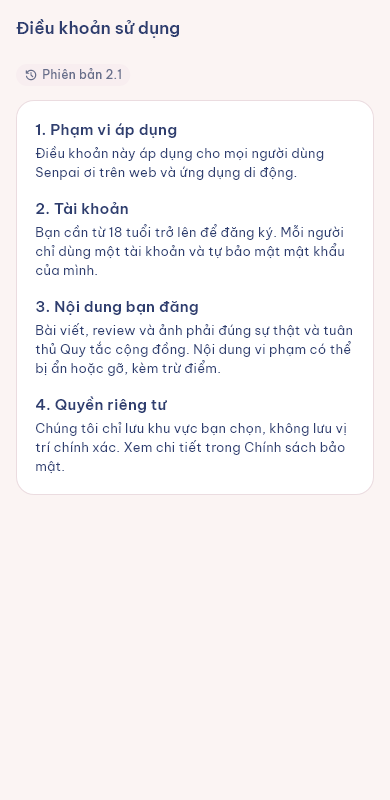 Điều khoản sử dụng
Phiên bản 2.1
1. Phạm vi áp dụng
Điều khoản này áp dụng cho mọi người dùng
Senpai ơi trên web và ứng dụng di động.
2. Tài khoản
Bạn cần từ 18 tuổi trở lên để đăng ký. Mỗi người
chỉ dùng một tài khoản và tự bảo mật mật khẩu
của mình.
3. Nội dung bạn đăng
Bài viết, review và ảnh phải đúng sự thật và tuân
thủ Quy tắc cộng đồng. Nội dung vi phạm có thể
bị ẩn hoặc gỡ, kèm trừ điểm.
4. Quyền riêng tư
Chúng tôi chỉ lưu khu vực bạn chọn, không lưu vị
trí chính xác. Xem chi tiết trong Chính sách bảo
mật.